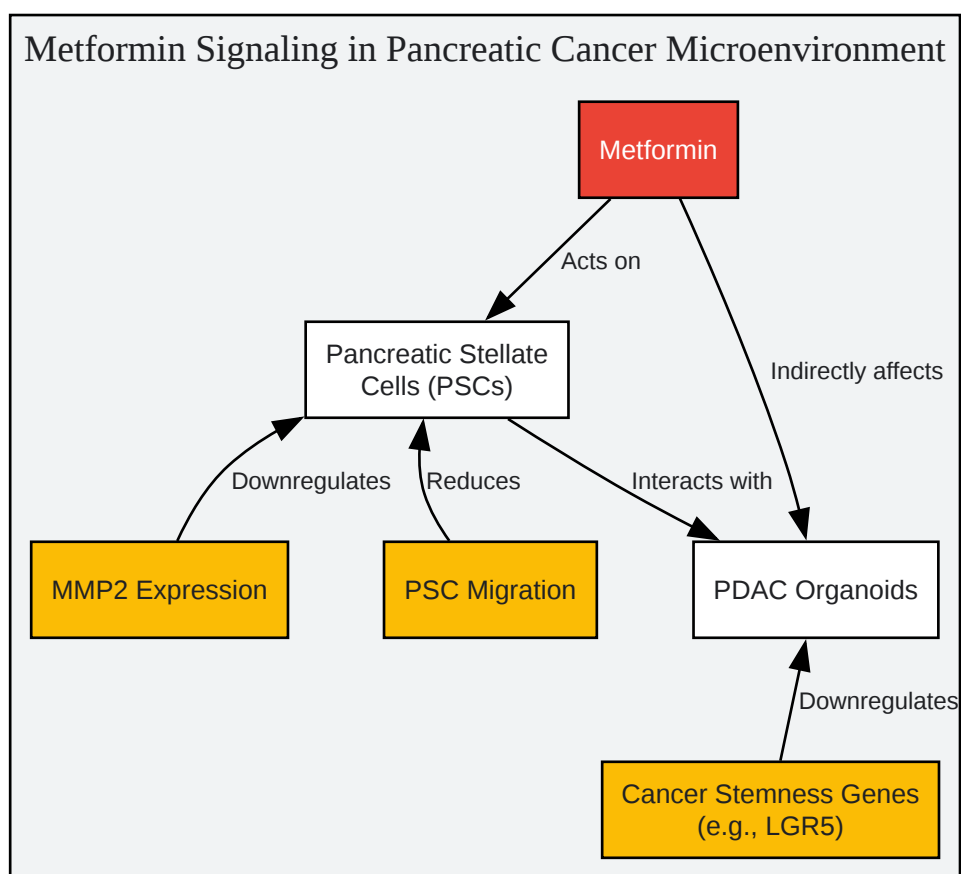 Metformin Signaling in Pancreatic Cancer Microenvironment
Metformin
Acts on
Indirectly affects
Pancreatic Stellate
Cells (PSCs)
Downregulates
Reduces
Interacts with
MMP2 Expression
PSC Migration
PDAC Organoids
Downregulates
Cancer Stemness Genes
(e.g., LGR5)